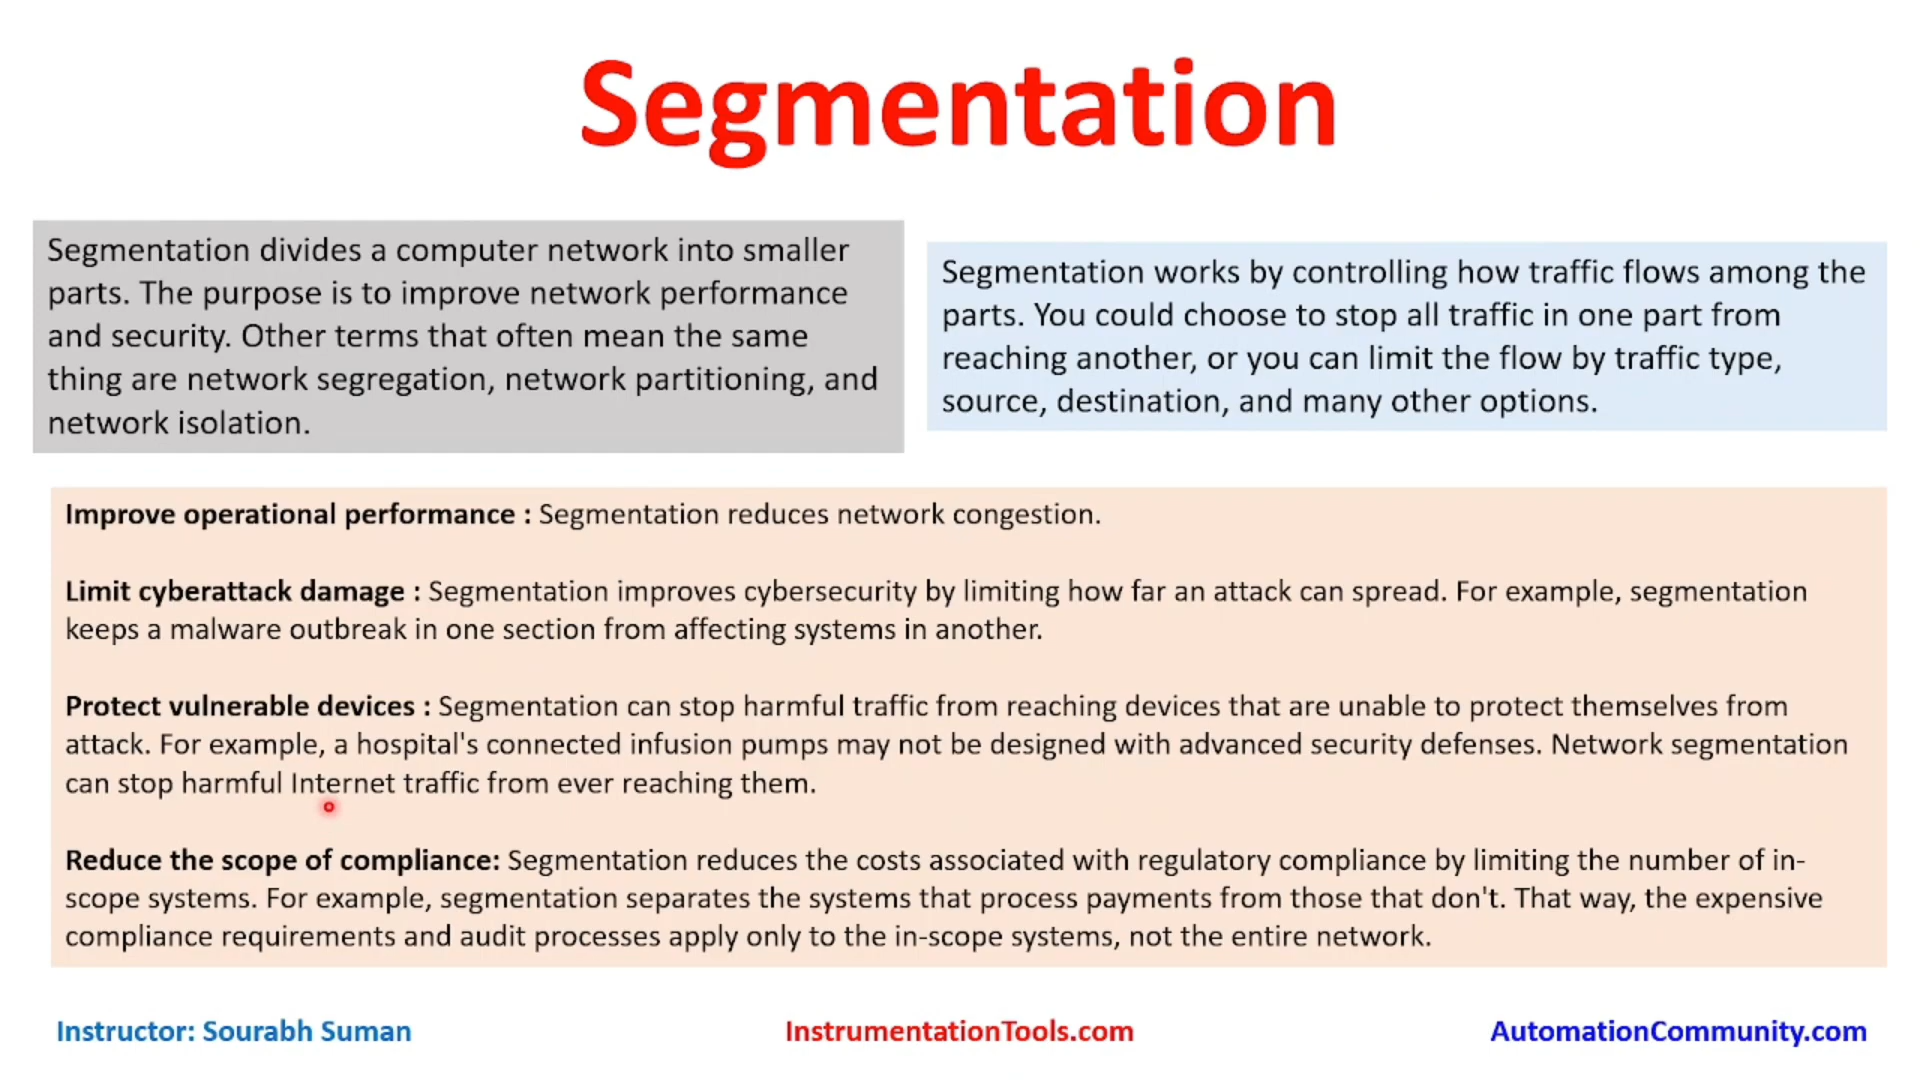 Segmentation
Segmentation divides a computer network into smaller
parts. The purpose is to improve network performance
and security. Other terms that often mean the same
thing are network segregation, network partitioning, and
network isolation.
Segmentation works by controlling how traffic flows among the
parts. You could choose to stop all traffic in one part from
reaching another, or you can limit the flow by traffic type,
source, destination, and many other options.
Improve operational performance : Segmentation reduces network congestion.
Limit cyberattack damage : Segmentation improves cybersecurity by limiting how far an attack can spread. For example, segmentation
keeps a malware outbreak in one section from affecting systems in another.
Protect vulnerable devices : Segmentation can stop harmful traffic from reaching devices that are unable to protect themselves from
attack. For example, a hospital's connected infusion pumps may not be designed with advanced security defenses. Network segmentation
can stop harmful Internet traffic from ever reaching them.
Reduce the scope of compliance: Segmentation reduces the costs associated with regulatory compliance by limiting the number of in-
scope systems. For example, segmentation separates the systems that process payments from those that don't. That way, the expensive
compliance requirements and audit processes apply only to the in-scope systems, not the entire network.
Instructor: Sourabh Suman
InstrumentationTools.com
AutomationCommunity.com